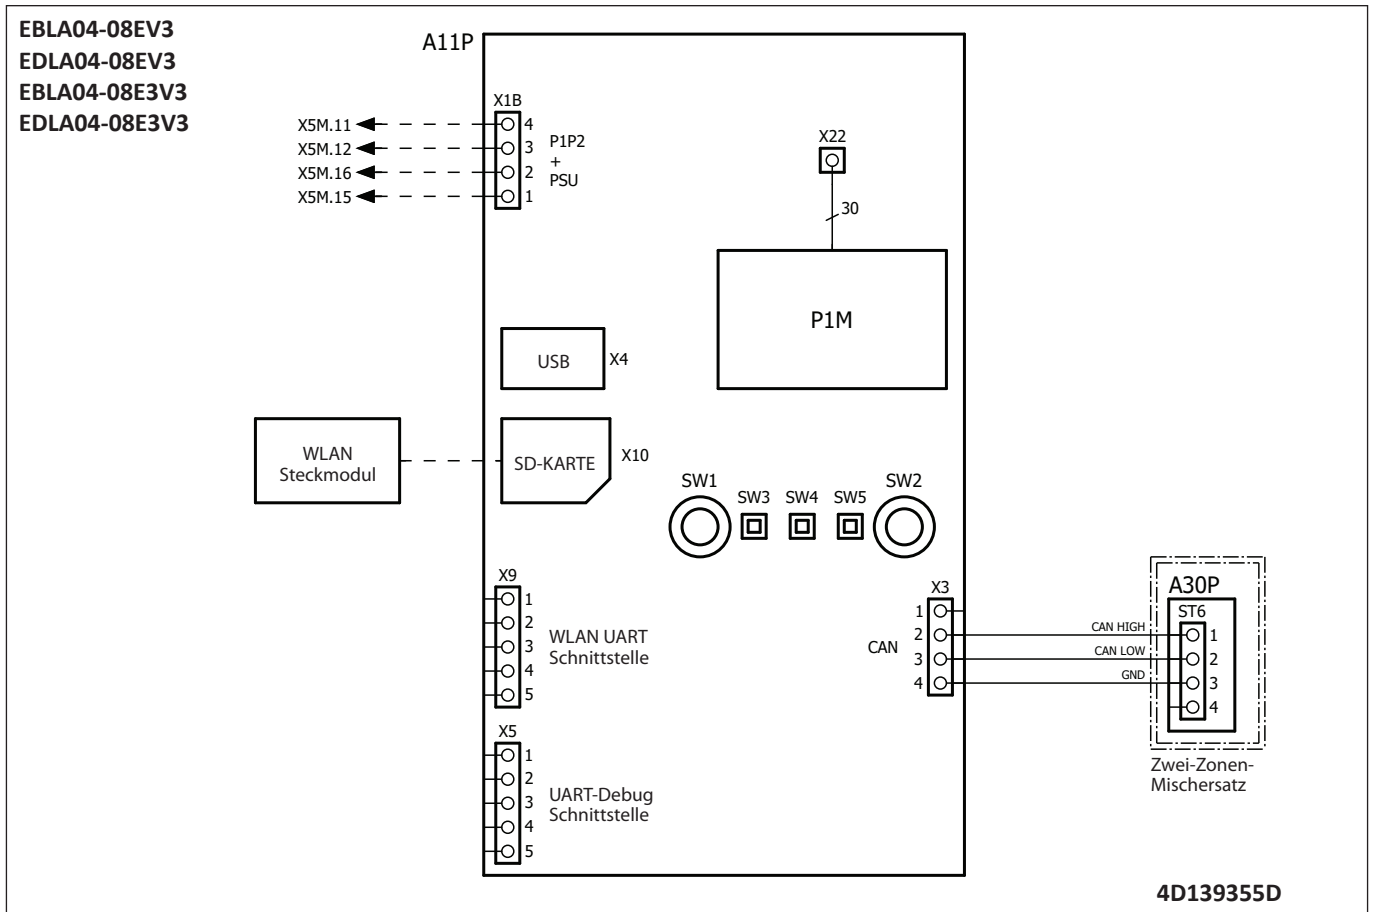 EBLA04-08EV3
EDLA04-08EV3
EBLA04-08E3V3
EDLA04-08E3V3
A11P
X1B
X5M.11
4
X5M.12
3
X5M.16
2
X5M.15
1
P1P2
+
PSU
X22
30
P1M
USB
X4
WLAN
Steckmodul
SD-KARTE
X10
SW1
SW3
SW4
SW5
SW2
X9
1
2
3
4
5
WLAN UART
Schnittstelle
X3
1
2
3
4
CAN
CAN HIGH
CAN LOW
GND
A30P
ST6
1
2
3
4
Zwei-Zonen-
Mischersatz
X5
1
2
3
4
5
UART-Debug
Schnittstelle
4D139355D